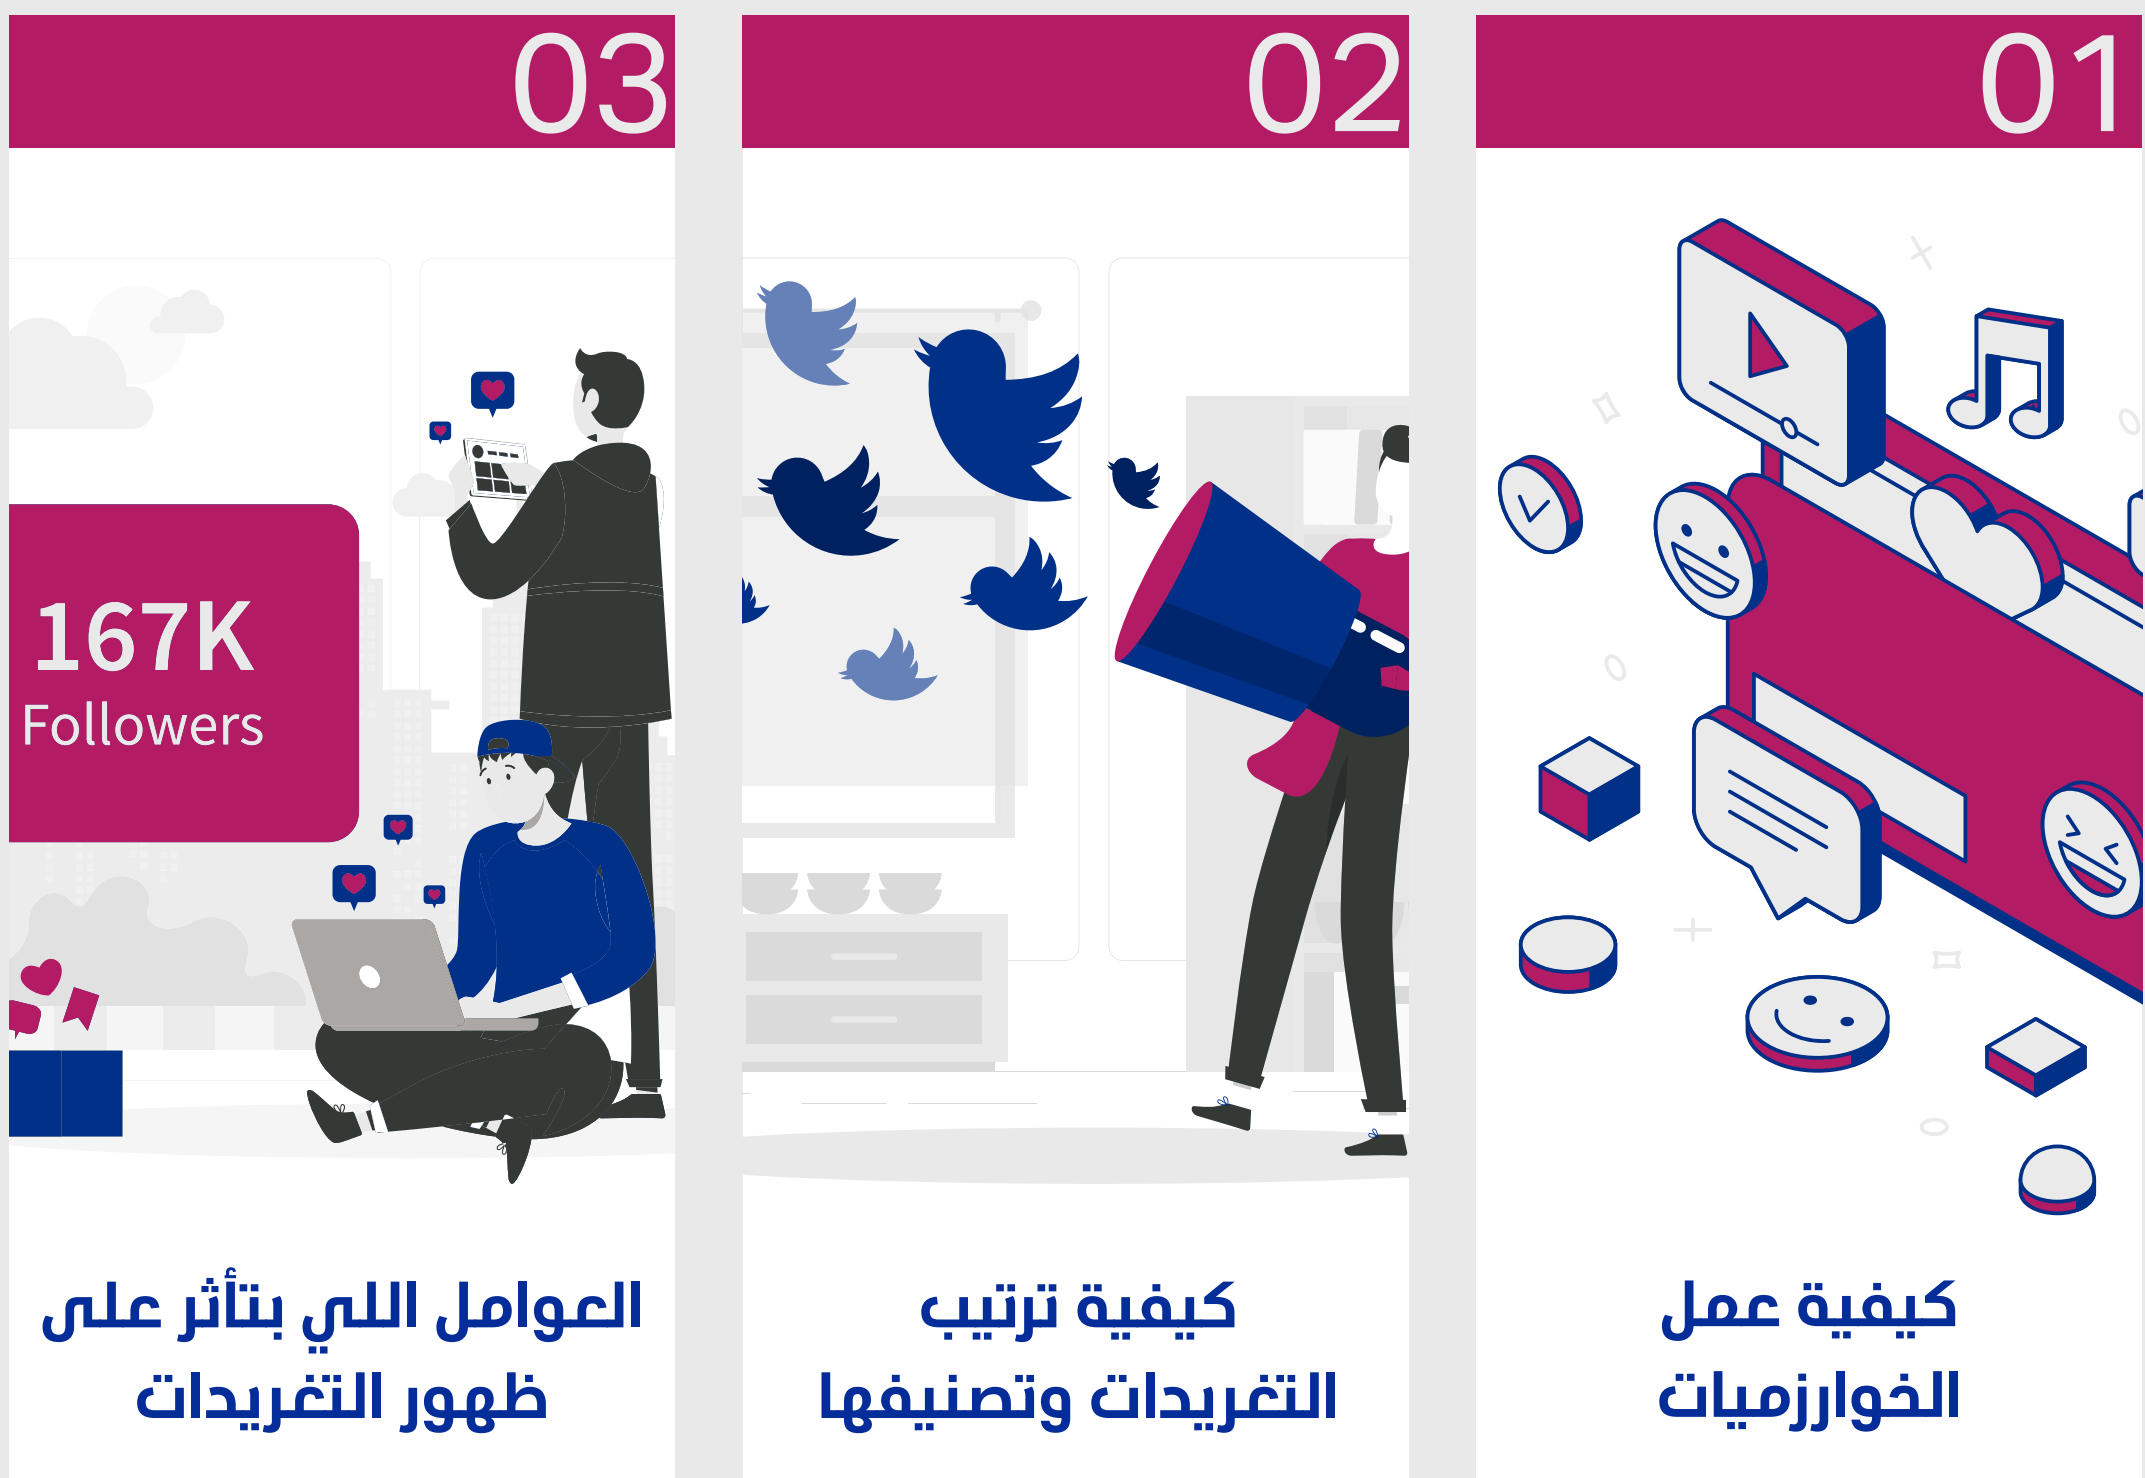 01
كيفية عمل
الخوارزميات
02
كيفية ترتيب
التغريدات وتصنيفها
03
167K
Followers
العوامل اللي بتأثر على
ظهور التغريدات